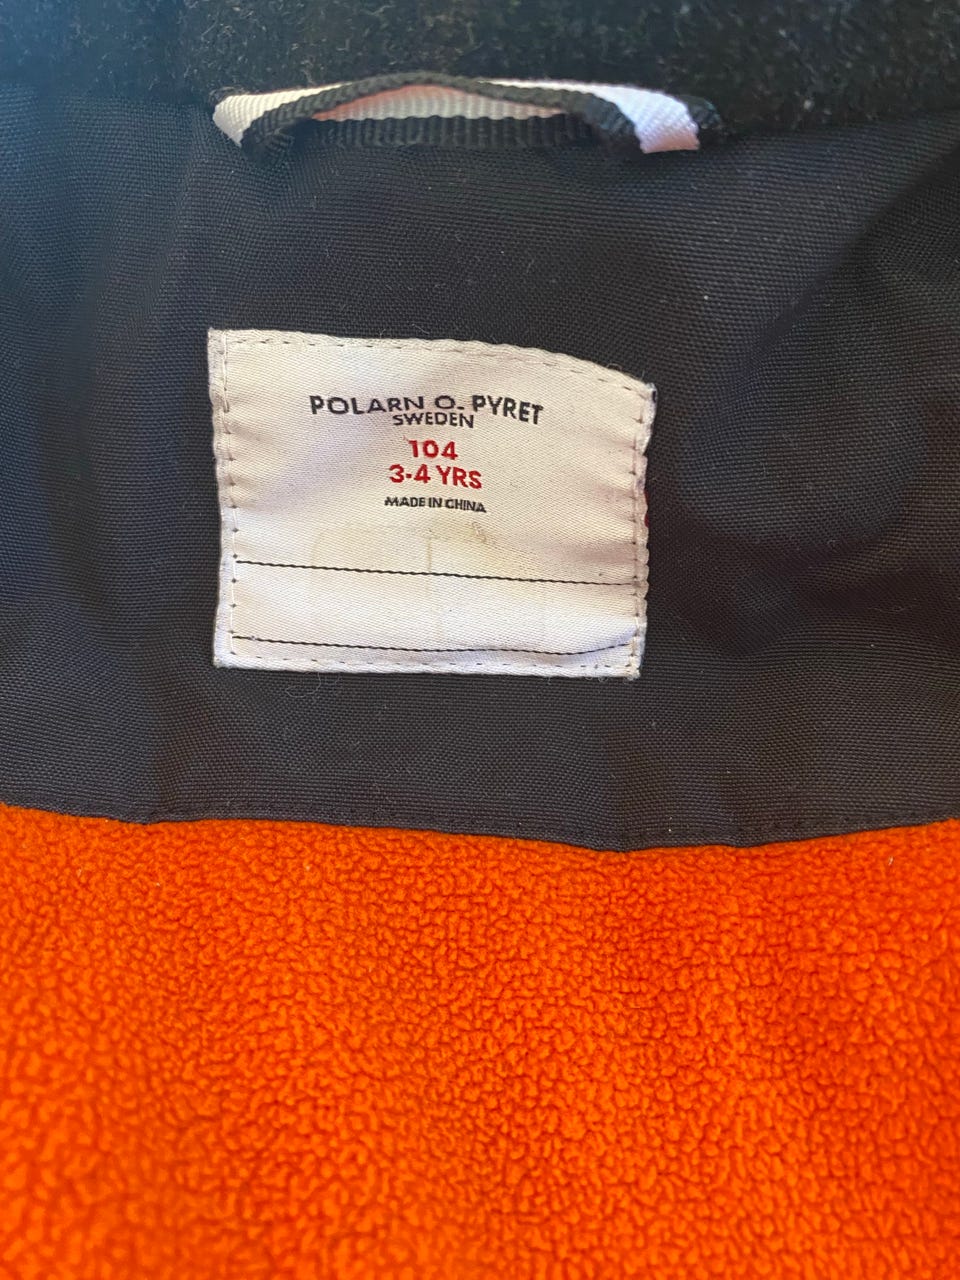 POLARN O. PYRET
SWEDEN
104
3-4 YRS
MADE IN CHINA